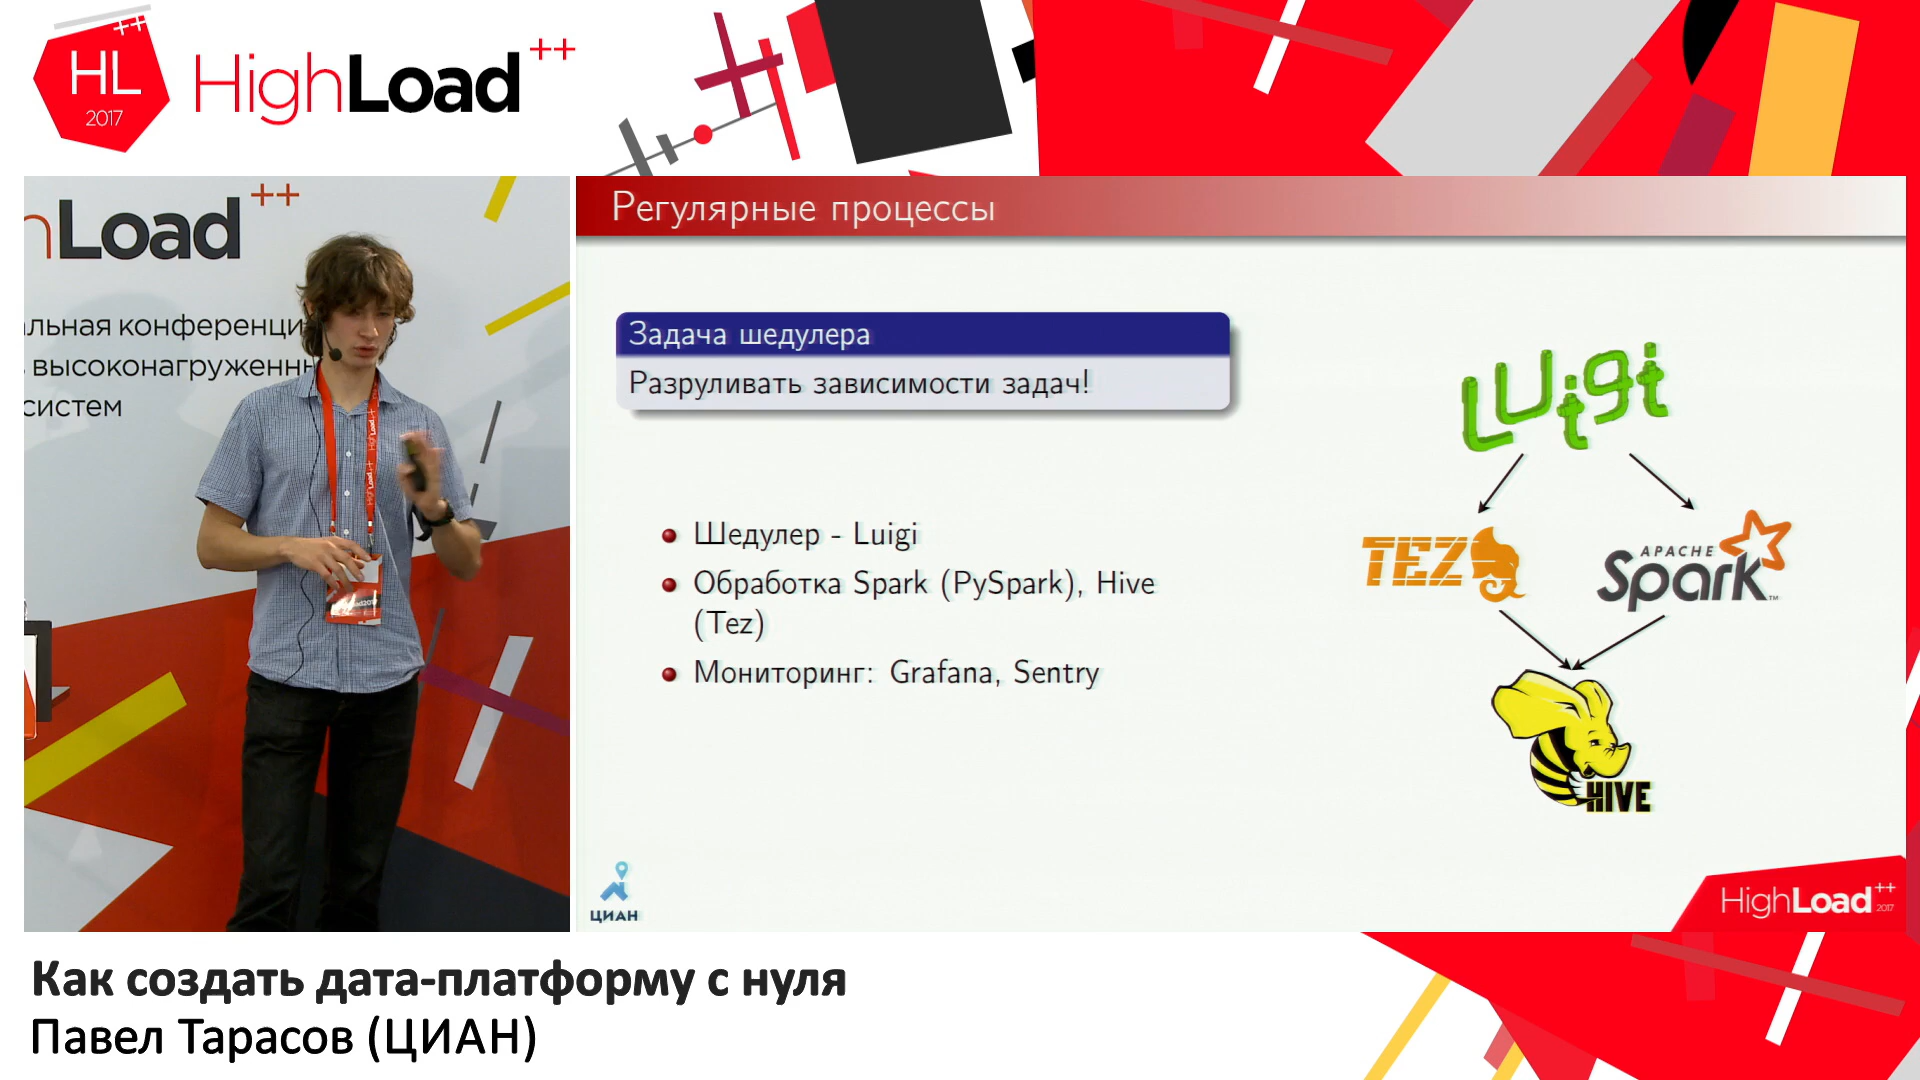 ++
HL
2017
HighLoad++
Load++
льная конференци
высоконагруженн
систем
Регулярные процессы
Задача шедулера
Разруливать зависимости задач!
Шедулер - Luigi
Обработка Spark (PySpark), Hive
(Tez)
Мониторинг: Grafana, Sentry
Luigi
TEZ
APACHE
Spark
TM
HIVE
ЦИАН
HighLoad++
2017
Как создать дата-платформу с нуля
Павел Тарасов (ЦИАН)